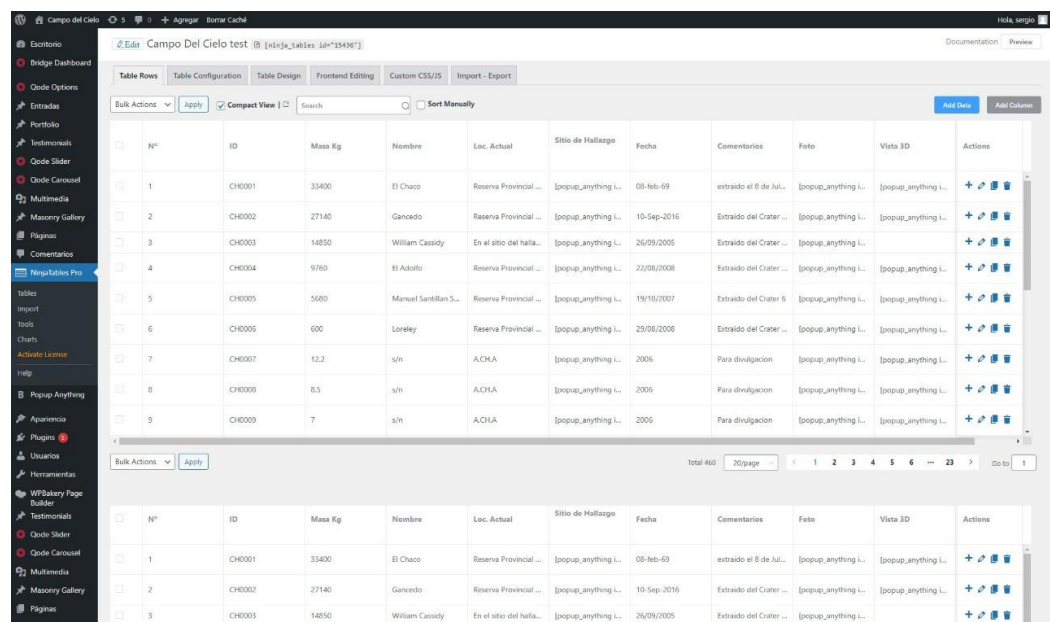 Campo del Cielo 5 0 + Agregar Borrar Caché Hola, sergio
Escritorio
Bridge Dashboard
Qode Options
Entradas
Portfolio
Testimonials
Qode Slider
Qode Carousel
Multimedia
Masonry Gallery
Páginas
Comentarios
NinjaTables Pro
Tables
Import
Tools
Charts
Activate License
Help
Popup Anything
Apariencia
Plugins 5
Usuarios
Herramientas
WPBakery Page
Builder
Testimonials
Qode Slider
Qode Carousel
Multimedia
Masonry Gallery
Páginas
Edit Campo Del Cielo test [ninja_tables id="15436"] Documentation Preview
Table Rows Table Configuration Table Design Frontend Editing Custom CSS/JS Import - Export
Bulk Actions Apply Compact View | Search Sort Manually Add Data Add Column
Nº ID Masa Kg Nombre Loc. Actual Sitio de Hallazgo Fecha Comentarios Foto Vista 3D Actions
1 CH0001 33400 El Chaco Reserva Provincial ... [popup_anything i... 08-feb-69 extraido el 8 de Jul... [popup_anything i... [popup_anything i...
2 CH0002 27140 Gancedo Reserva Provincial ... [popup_anything i... 10-Sep-2016 Extraido del Crater ... [popup_anything i... [popup_anything i...
3 CH0003 14850 William Cassidy En el sitio del halla... [popup_anything i... 26/09/2005 Extraido del Crater ... [popup_anything i...
4 CH0004 9760 El Adolfo Reserva Provincial ... [popup_anything i... 22/08/2008 Extraido del Crater ... [popup_anything i... [popup_anything i...
5 CH0005 5680 Manuel Santillan S... Reserva Provincial ... [popup_anything i... 19/10/2007 Extraido del Crater 6 [popup_anything i... [popup_anything i...
6 CH0006 600 Loreley Reserva Provincial ... [popup_anything i... 29/08/2008 Extraido del Crater ... [popup_anything i... [popup_anything i...
7 CH0007 12.2 s/n A.CH.A [popup_anything i... 2006 Para divulgacion [popup_anything i... [popup_anything i...
8 CH0008 8.5 s/n A.CH.A [popup_anything i... 2006 Para divulgacion [popup_anything i... [popup_anything i...
9 CH0009 7 s/n A.CH.A [popup_anything i... 2006 Para divulgacion [popup_anything i... [popup_anything i...
Bulk Actions Apply Total 460 20/page 1 2 3 4 5 6 ... 23 Go to 1
Nº ID Masa Kg Nombre Loc. Actual Sitio de Hallazgo Fecha Comentarios Foto Vista 3D Actions
1 CH0001 33400 El Chaco Reserva Provincial ... [popup_anything i... 08-feb-69 extraido el 8 de Jul... [popup_anything i... [popup_anything i...
2 CH0002 27140 Gancedo Reserva Provincial ... [popup_anything i... 10-Sep-2016 Extraido del Crater ... [popup_anything i... [popup_anything i...
3 CH0003 14850 William Cassidy En el sitio del halla... [popup_anything i... 26/09/2005 Extraido del Crater ... [popup_anything i...